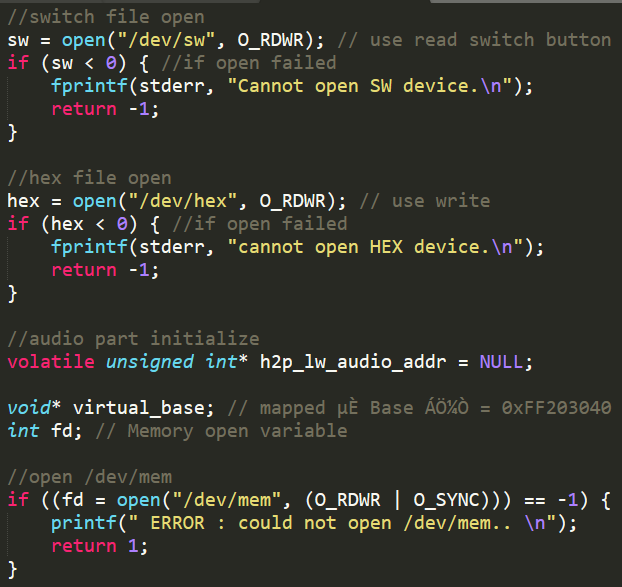 //switch file open
sw = open("/dev/sw", O_RDWR); // use read switch button
if (sw < 0) { //if open failed
fprintf(stderr, "Cannot open SW device.\n");
return -1;
}
//hex file open
hex = open("/dev/hex", O_RDWR); // use write
if (hex < 0) { //if open failed
fprintf(stderr, "cannot open HEX device.\n");
return -1;
}
//audio part initialize
volatile unsigned int* h2p_lw_audio_addr = NULL;
void* virtual_base; // mapped µÈ Base ÁÖ¼Ò = 0xFF203040
int fd; // Memory open variable
//open /dev/mem
if ((fd = open("/dev/mem", (O_RDWR | O_SYNC))) == -1) {
printf(" ERROR : could not open /dev/mem.. \n");
return 1;
}